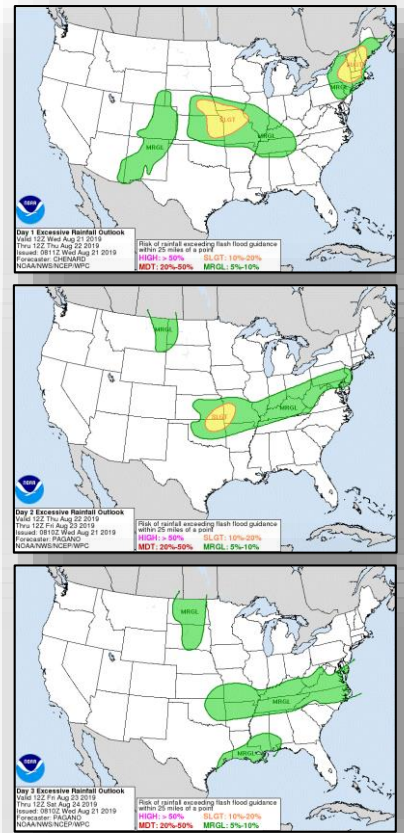 SLGT
MRGL
MRGL
SLGT
MRGL
noaa
Day 1 Excessive Rainfall Outlook
Valid 12Z Wed Aug 21 2019
Thru 12Z Thu Aug 22 2019
Issued: 0811Z Wed Aug 21 2019
Forecaster: CHENARD
NOAA/NWS/NCEP/WPC
Risk of rainfall exceeding flash flood guidance
within 25 miles of a point
HIGH: > 50% SLGT: 10%-20%
MDT: 20%-50% MRGL: 5%-10%
MRGL
MRGL
SLGT
noaa
Day 2 Excessive Rainfall Outlook
Valid 12Z Thu Aug 22 2019
Thru 12Z Fri Aug 23 2019
Issued: 0810Z Wed Aug 21 2019
Forecaster: PAGANO
NOAA/NWS/NCEP/WPC
Risk of rainfall exceeding flash flood guidance
within 25 miles of a point
HIGH: > 50% SLGT: 10%-20%
MDT: 20%-50% MRGL: 5%-10%
MRGL
MRGL
MRGL
noaa
Day 3 Excessive Rainfall Outlook
Valid 12Z Fri Aug 23 2019
Thru 12Z Sat Aug 24 2019
Issued: 0810Z Wed Aug 21 2019
Forecaster: PAGANO
NOAA/NWS/NCEP/WPC
Risk of rainfall exceeding flash flood guidance
within 25 miles of a point
HIGH: > 50% SLGT: 10%-20%
MDT: 20%-50% MRGL: 5%-10%